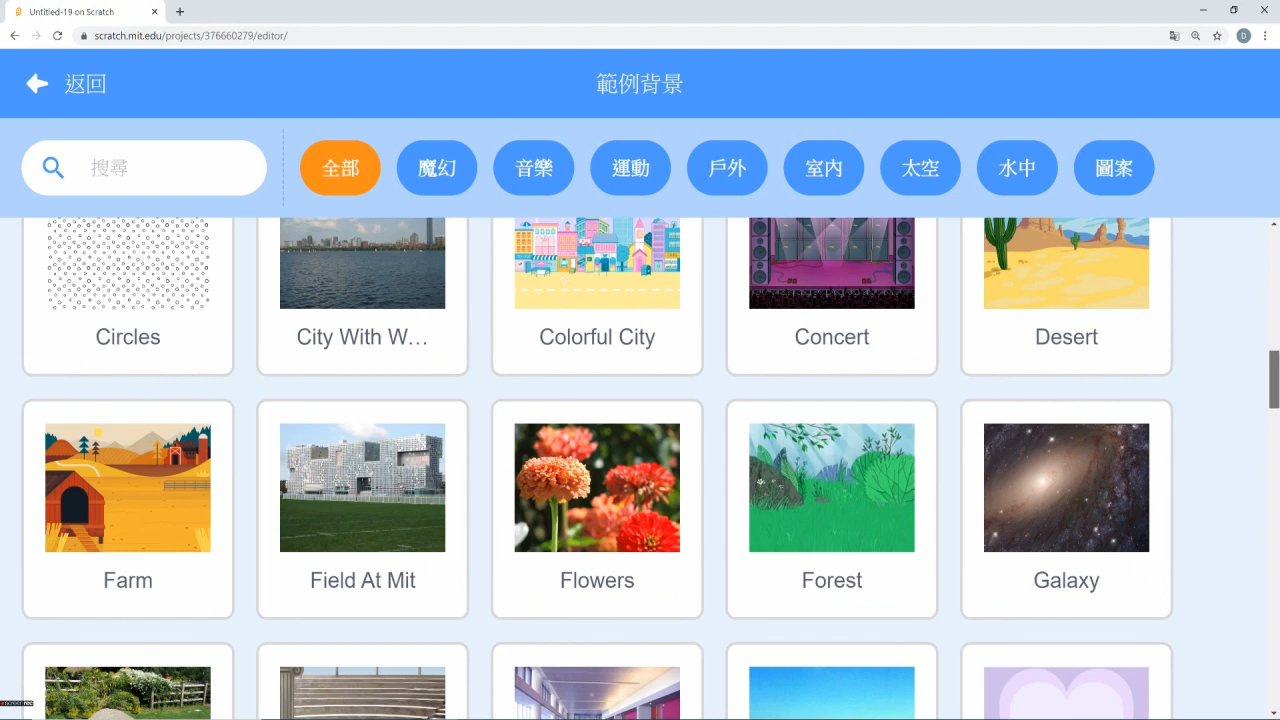 Untitled-19 on Scratch
scratch.mit.edu/projects/376660279/editor/
D
返回
範例背景
搜尋
全部
魔幻
音樂
運動
戶外
室內
太空
水中
圖案
Circles
City With W...
Colorful City
Concert
Desert
Farm
Field At Mit
Flowers
Forest
Galaxy
screenrec